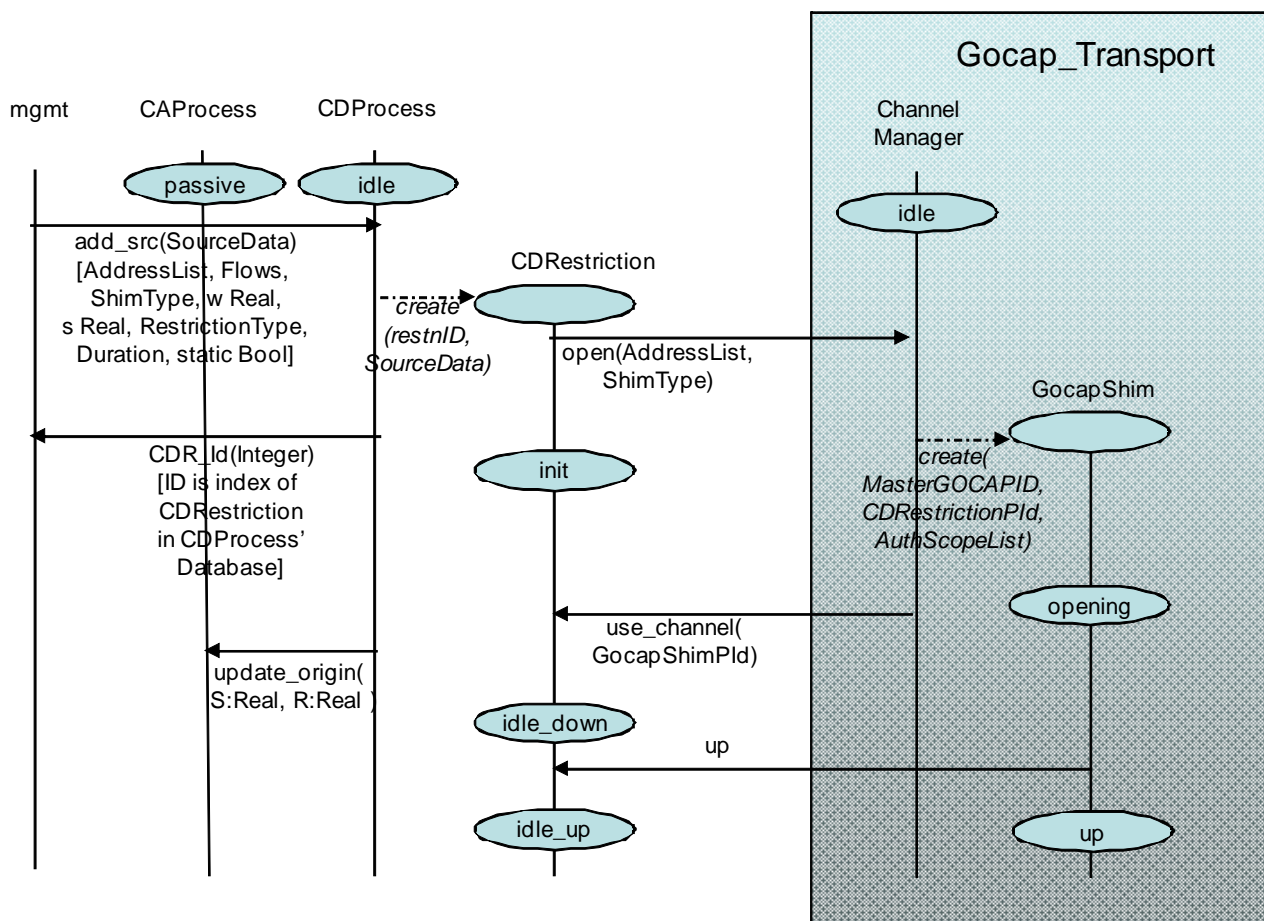 Gocap_Transport
mgmt
CAProcess
CDProcess
Channel
Manager
passive
idle
idle
add_src(SourceData)
[AddressList, Flows,
ShimType, w Real,
s Real, RestrictionType,
Duration, static Bool]
CDRestriction
create
(restnID,
SourceData)
open(AddressList,
ShimType)
GocapShim
CDR_Id(Integer)
[ID is index of
CDRestriction
in CDProcess’
Database]
init
create(
MasterGOCAPID,
CDRestrictionPId,
AuthScopeList)
opening
use_channel(
GocapShimPId)
update_origin(
S:Real, R:Real )
idle_down
up
idle_up
up